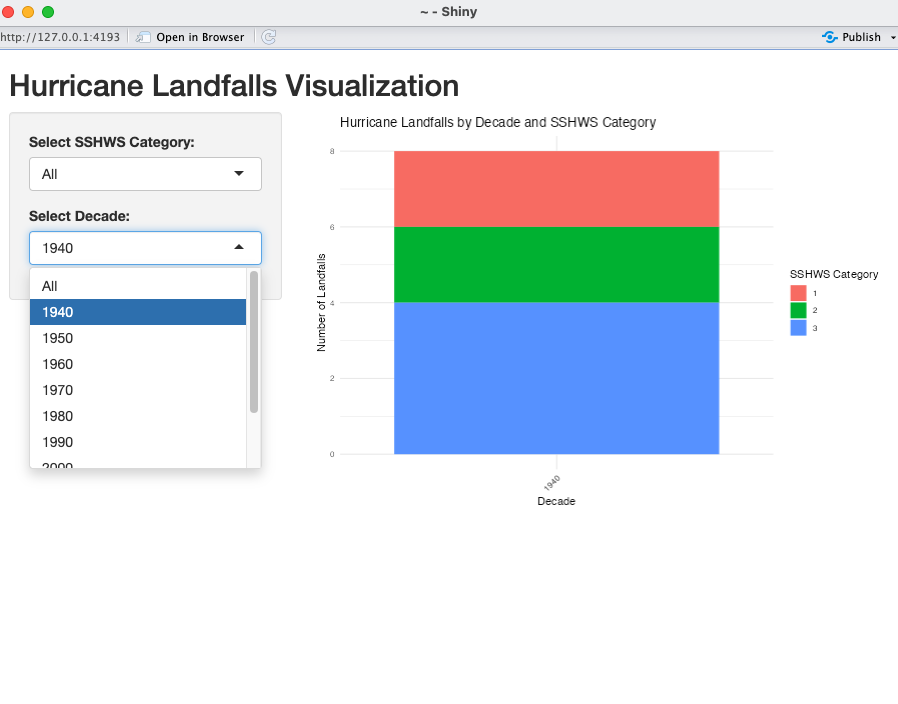 ~ - Shiny
http://127.0.0.1:4193
Open in Browser
Publish
Hurricane Landfalls Visualization
Select SSHWS Category:
All
Select Decade:
1940
All
1940
1950
1960
1970
1980
1990
2000
Hurricane Landfalls by Decade and SSHWS Category
Number of Landfalls
8
6
4
2
0
1940
Decade
SSHWS Category
1
2
3